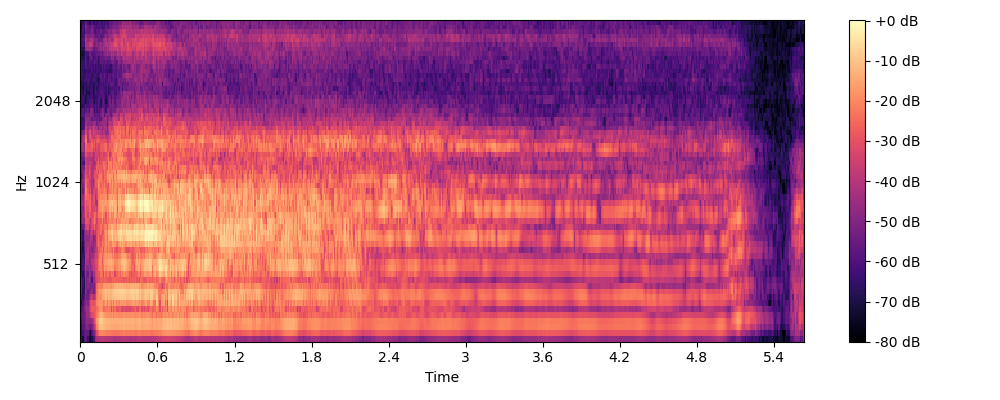 +0 dB
-10 dB
-20 dB
-30 dB
-40 dB
-50 dB
-60 dB
-70 dB
-80 dB
2048
1024
512
Hz
0 0.6 1.2 1.8 2.4 3 3.6 4.2 4.8 5.4
Time